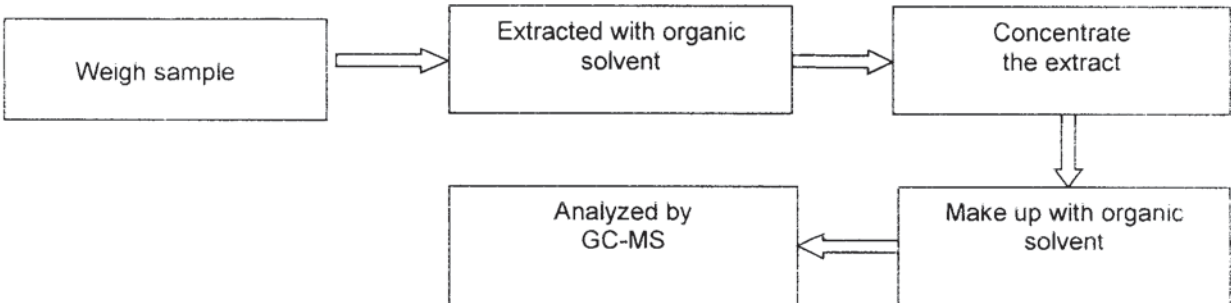 Weigh sample
Extracted with organic
solvent
Concentrate
the extract
Make up with organic
solvent
Analyzed by
GC-MS